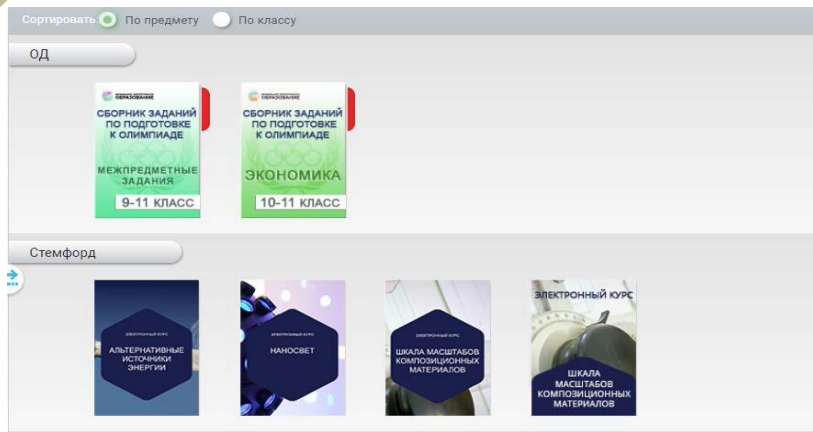 Сортировать По предмету По классу
ОД
ОБРАЗОВАНИЕ
СБОРНИК ЗАДАНИЙ
ПО ПОДГОТОВКЕ
К ОЛИМПИАДЕ
МЕЖПРЕДМЕТНЫЕ
ЗАДАНИЯ
9-11 КЛАСС
ОБРАЗОВАНИЕ
СБОРНИК ЗАДАНИЙ
ПО ПОДГОТОВКЕ
К ОЛИМПИАДЕ
ЭКОНОМИКА
10-11 КЛАСС
Стемфорд
ЭЛЕКТРОННЫЙ КУРС
АЛЬТЕРНАТИВНЫЕ
ИСТОЧНИКИ
ЭНЕРГИИ
ЭЛЕКТРОННЫЙ КУРС
НАНОСВЕТ
ЭЛЕКТРОННЫЙ КУРС
ШКАЛА МАСШТАБОВ
КОМПОЗИЦИОННЫХ
МАТЕРИАЛОВ
ЭЛЕКТРОННЫЙ КУРС
ШКАЛА
МАСШТАБОВ
КОМПОЗИЦИОННЫХ
МАТЕРИАЛОВ